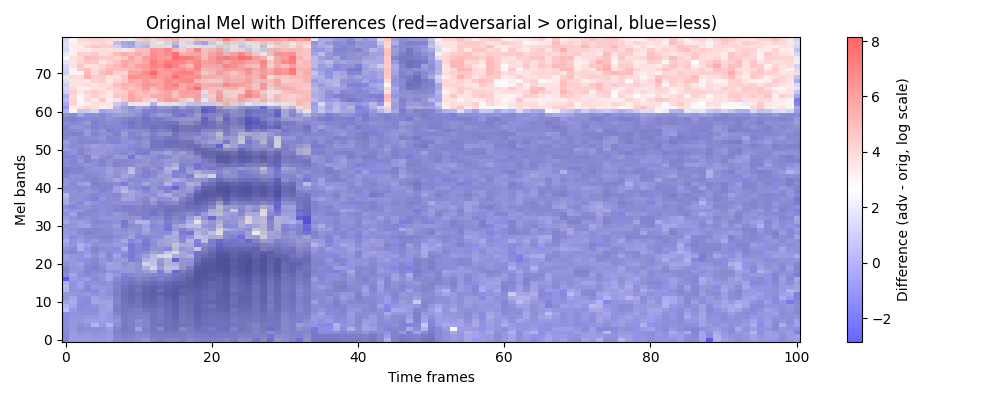 Original Mel with Differences (red=adversarial > original, blue=less)
Mel bands
70
60
50
40
30
20
10
0
0 20 40 60 80 100
Time frames
8
6
4
2
0
−2
Difference (adv - orig, log scale)